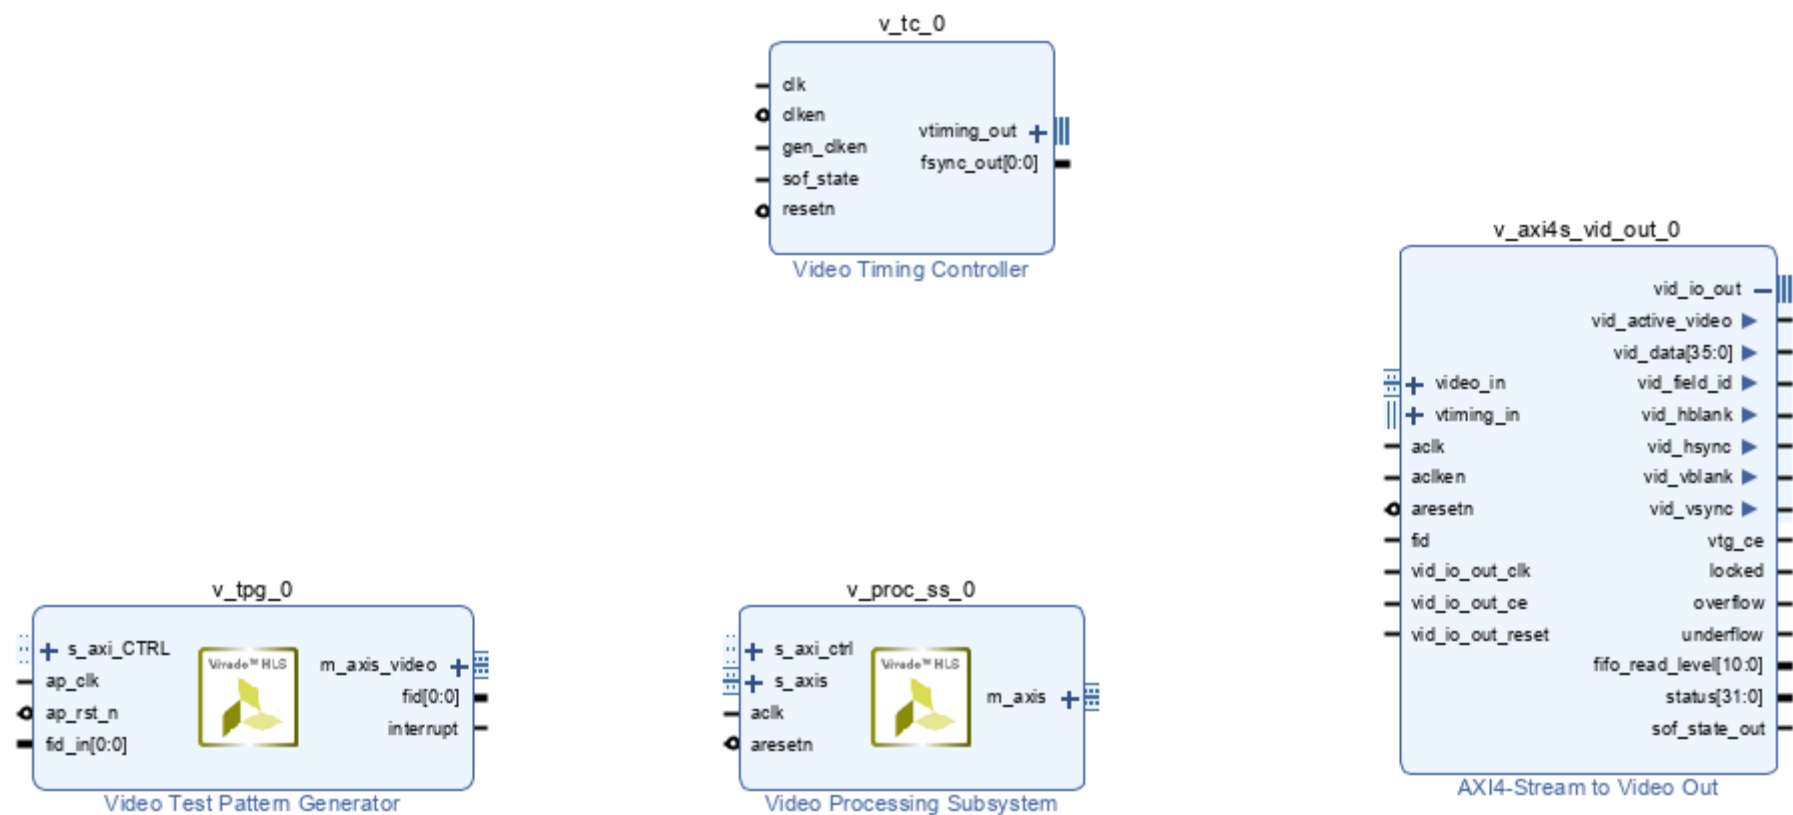 v_tc_0
clk
clken
gen_clken
sof_state
resetn
vtiming_out
fsync_out[0:0]
Video Timing Controller
v_axi4s_vid_out_0
video_in
vtiming_in
aclk
aclken
aresetn
fid
vid_io_out_clk
vid_io_out_ce
vid_io_out_reset
vid_io_out
vid_active_video
vid_data[35:0]
vid_field_id
vid_hblank
vid_hsync
vid_vblank
vid_vsync
vtg_ce
locked
overflow
underflow
fifo_read_level[10:0]
status[31:0]
sof_state_out
AXI4-Stream to Video Out
v_tpg_0
s_axi_CTRL
ap_clk
ap_rst_n
fid_in[0:0]
Vivado™ HLS
m_axis_video
fid[0:0]
interrupt
Video Test Pattern Generator
v_proc_ss_0
s_axi_ctrl
s_axis
aclk
aresetn
Vivado™ HLS
m_axis
Video Processing Subsystem